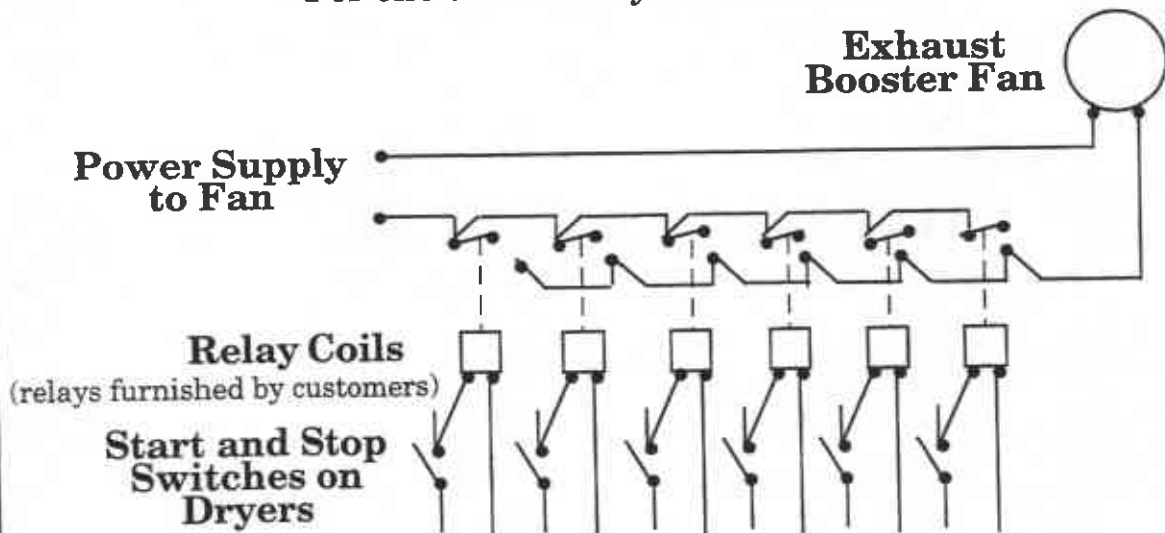 Exhaust
Booster Fan
Power Supply
to Fan
Relay Coils
(relays furnished by customers)
Start and Stop
Switches on
Dryers